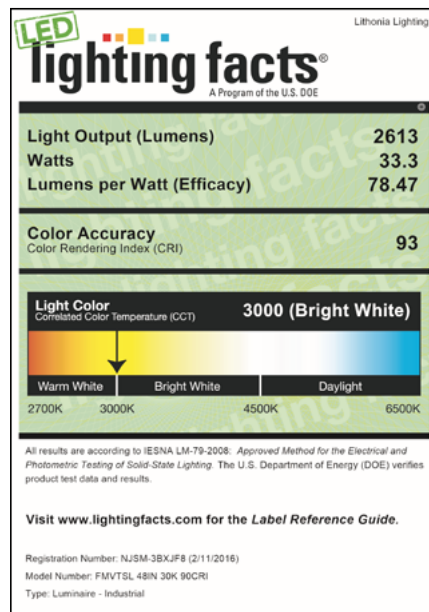 Lithonia Lighting
LED
lighting facts®
A Program of the U.S. DOE
Light Output (Lumens) 2613
Watts 33.3
Lumens per Watt (Efficacy) 78.47
Color Accuracy 93
Color Rendering Index (CRI)
Light Color 3000 (Bright White)
Correlated Color Temperature (CCT)
Warm White Bright White Daylight
2700K 3000K 4500K 6500K
All results are according to IESNA LM-79-2008: Approved Method for the Electrical and
Photometric Testing of Solid-State Lighting. The U.S. Department of Energy (DOE) verifies
product test data and results.
Visit www.lightingfacts.com for the Label Reference Guide.
Registration Number: NJSM-3BXJF8 (2/11/2016)
Model Number: FMVTSL 48IN 30K 90CRI
Type: Luminaire - Industrial